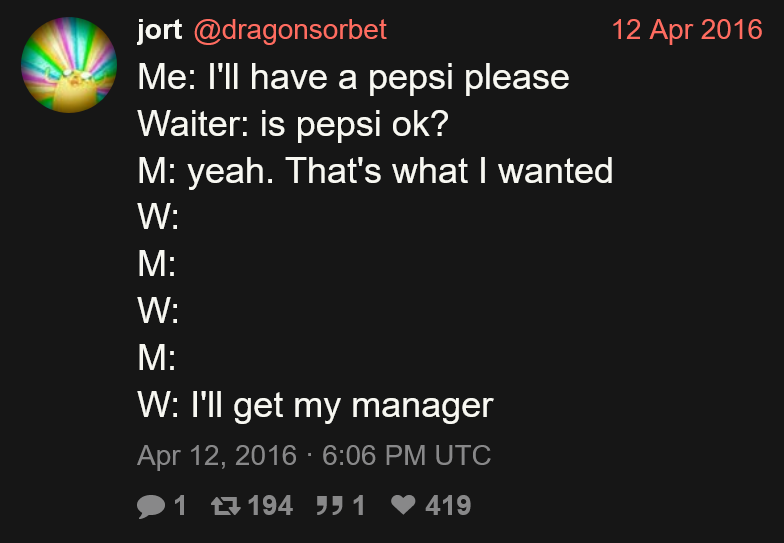 jort @dragonsorbet 12 Apr 2016
Me: I'll have a pepsi please
Waiter: is pepsi ok?
M: yeah. That's what I wanted
W:
M:
W:
M:
W: I'll get my manager
Apr 12, 2016 · 6:06 PM UTC
1 194 1 419